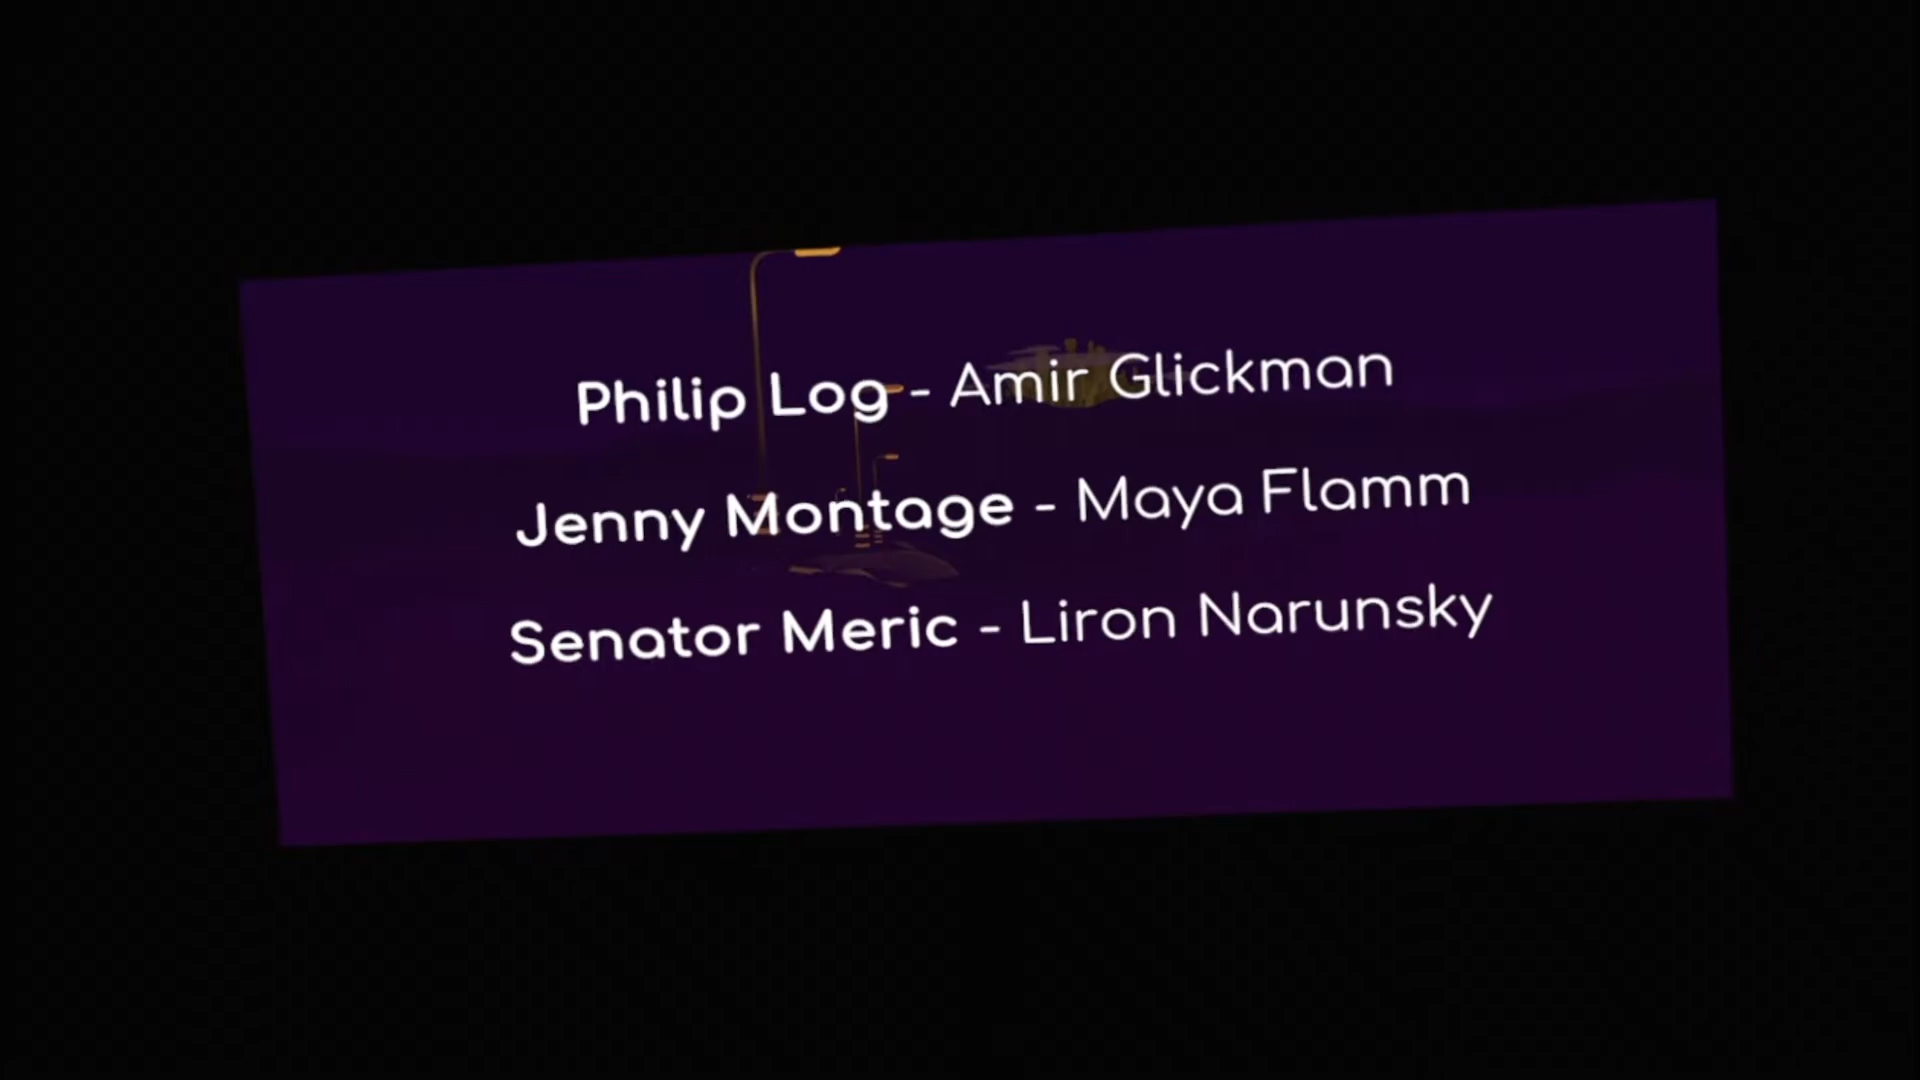 Philip Log - Amir Glickman
Jenny Montage - Maya Flamm
Senator Meric - Liron Narunsky